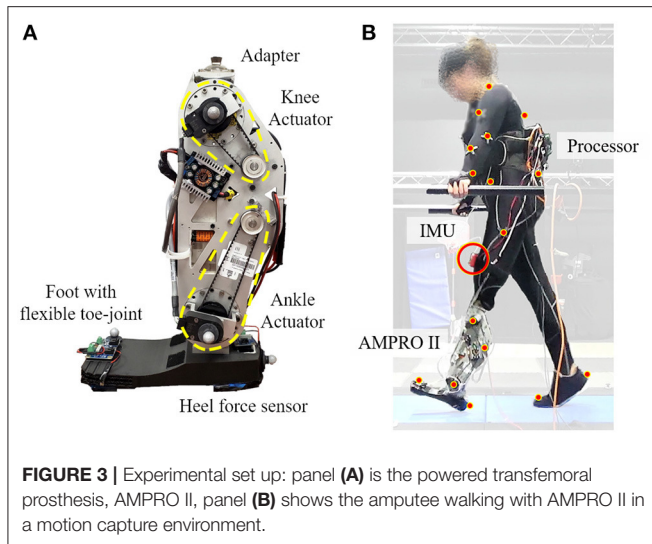 A
Adapter
Knee
Actuator
Foot with
flexible toe-joint
Ankle
Actuator
Heel force sensor
B
Processor
IMU
AMPRO II
FIGURE 3 | Experimental set up: panel (A) is the powered transfemoral
prosthesis, AMPRO II, panel (B) shows the amputee walking with AMPRO II in
a motion capture environment.